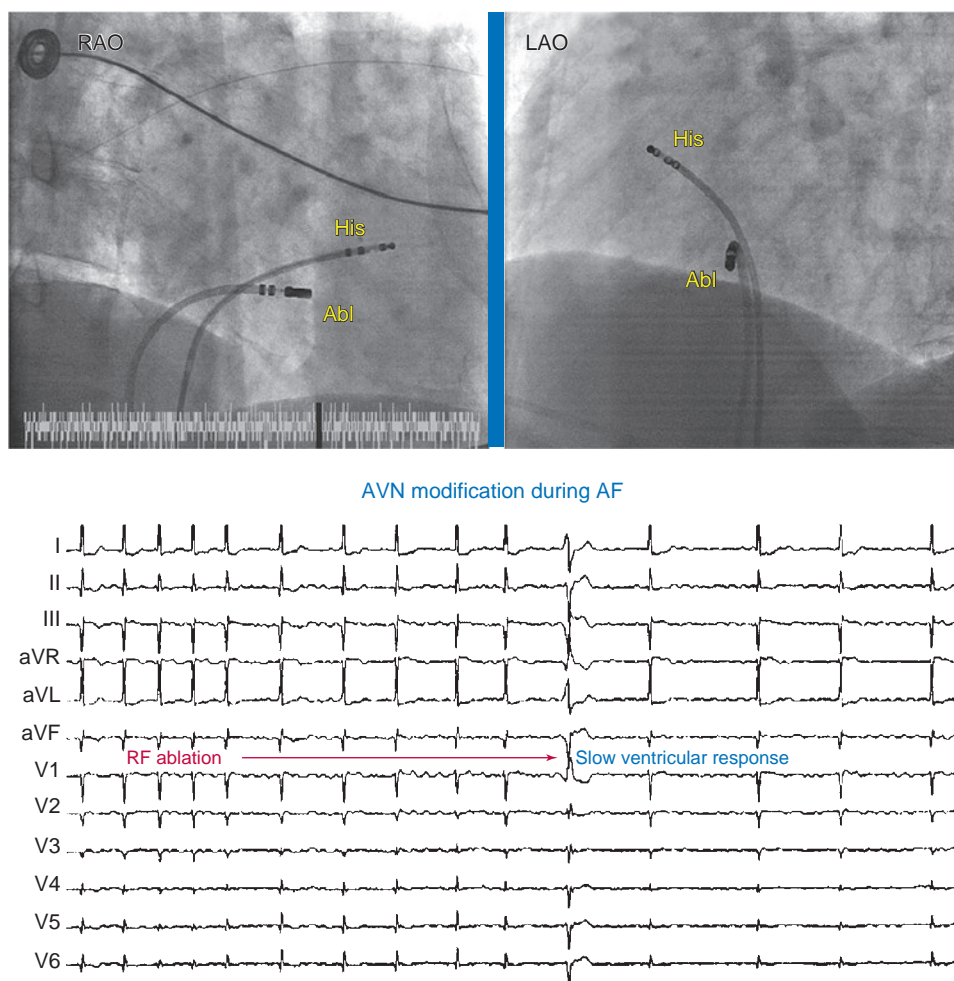 RAO
LAO
His
His
Abl
Abl
AVN modification during AF
I
II
III
aVR
aVL
aVF
RF ablation
Slow ventricular response
V1
V2
V3
V4
V5
V6